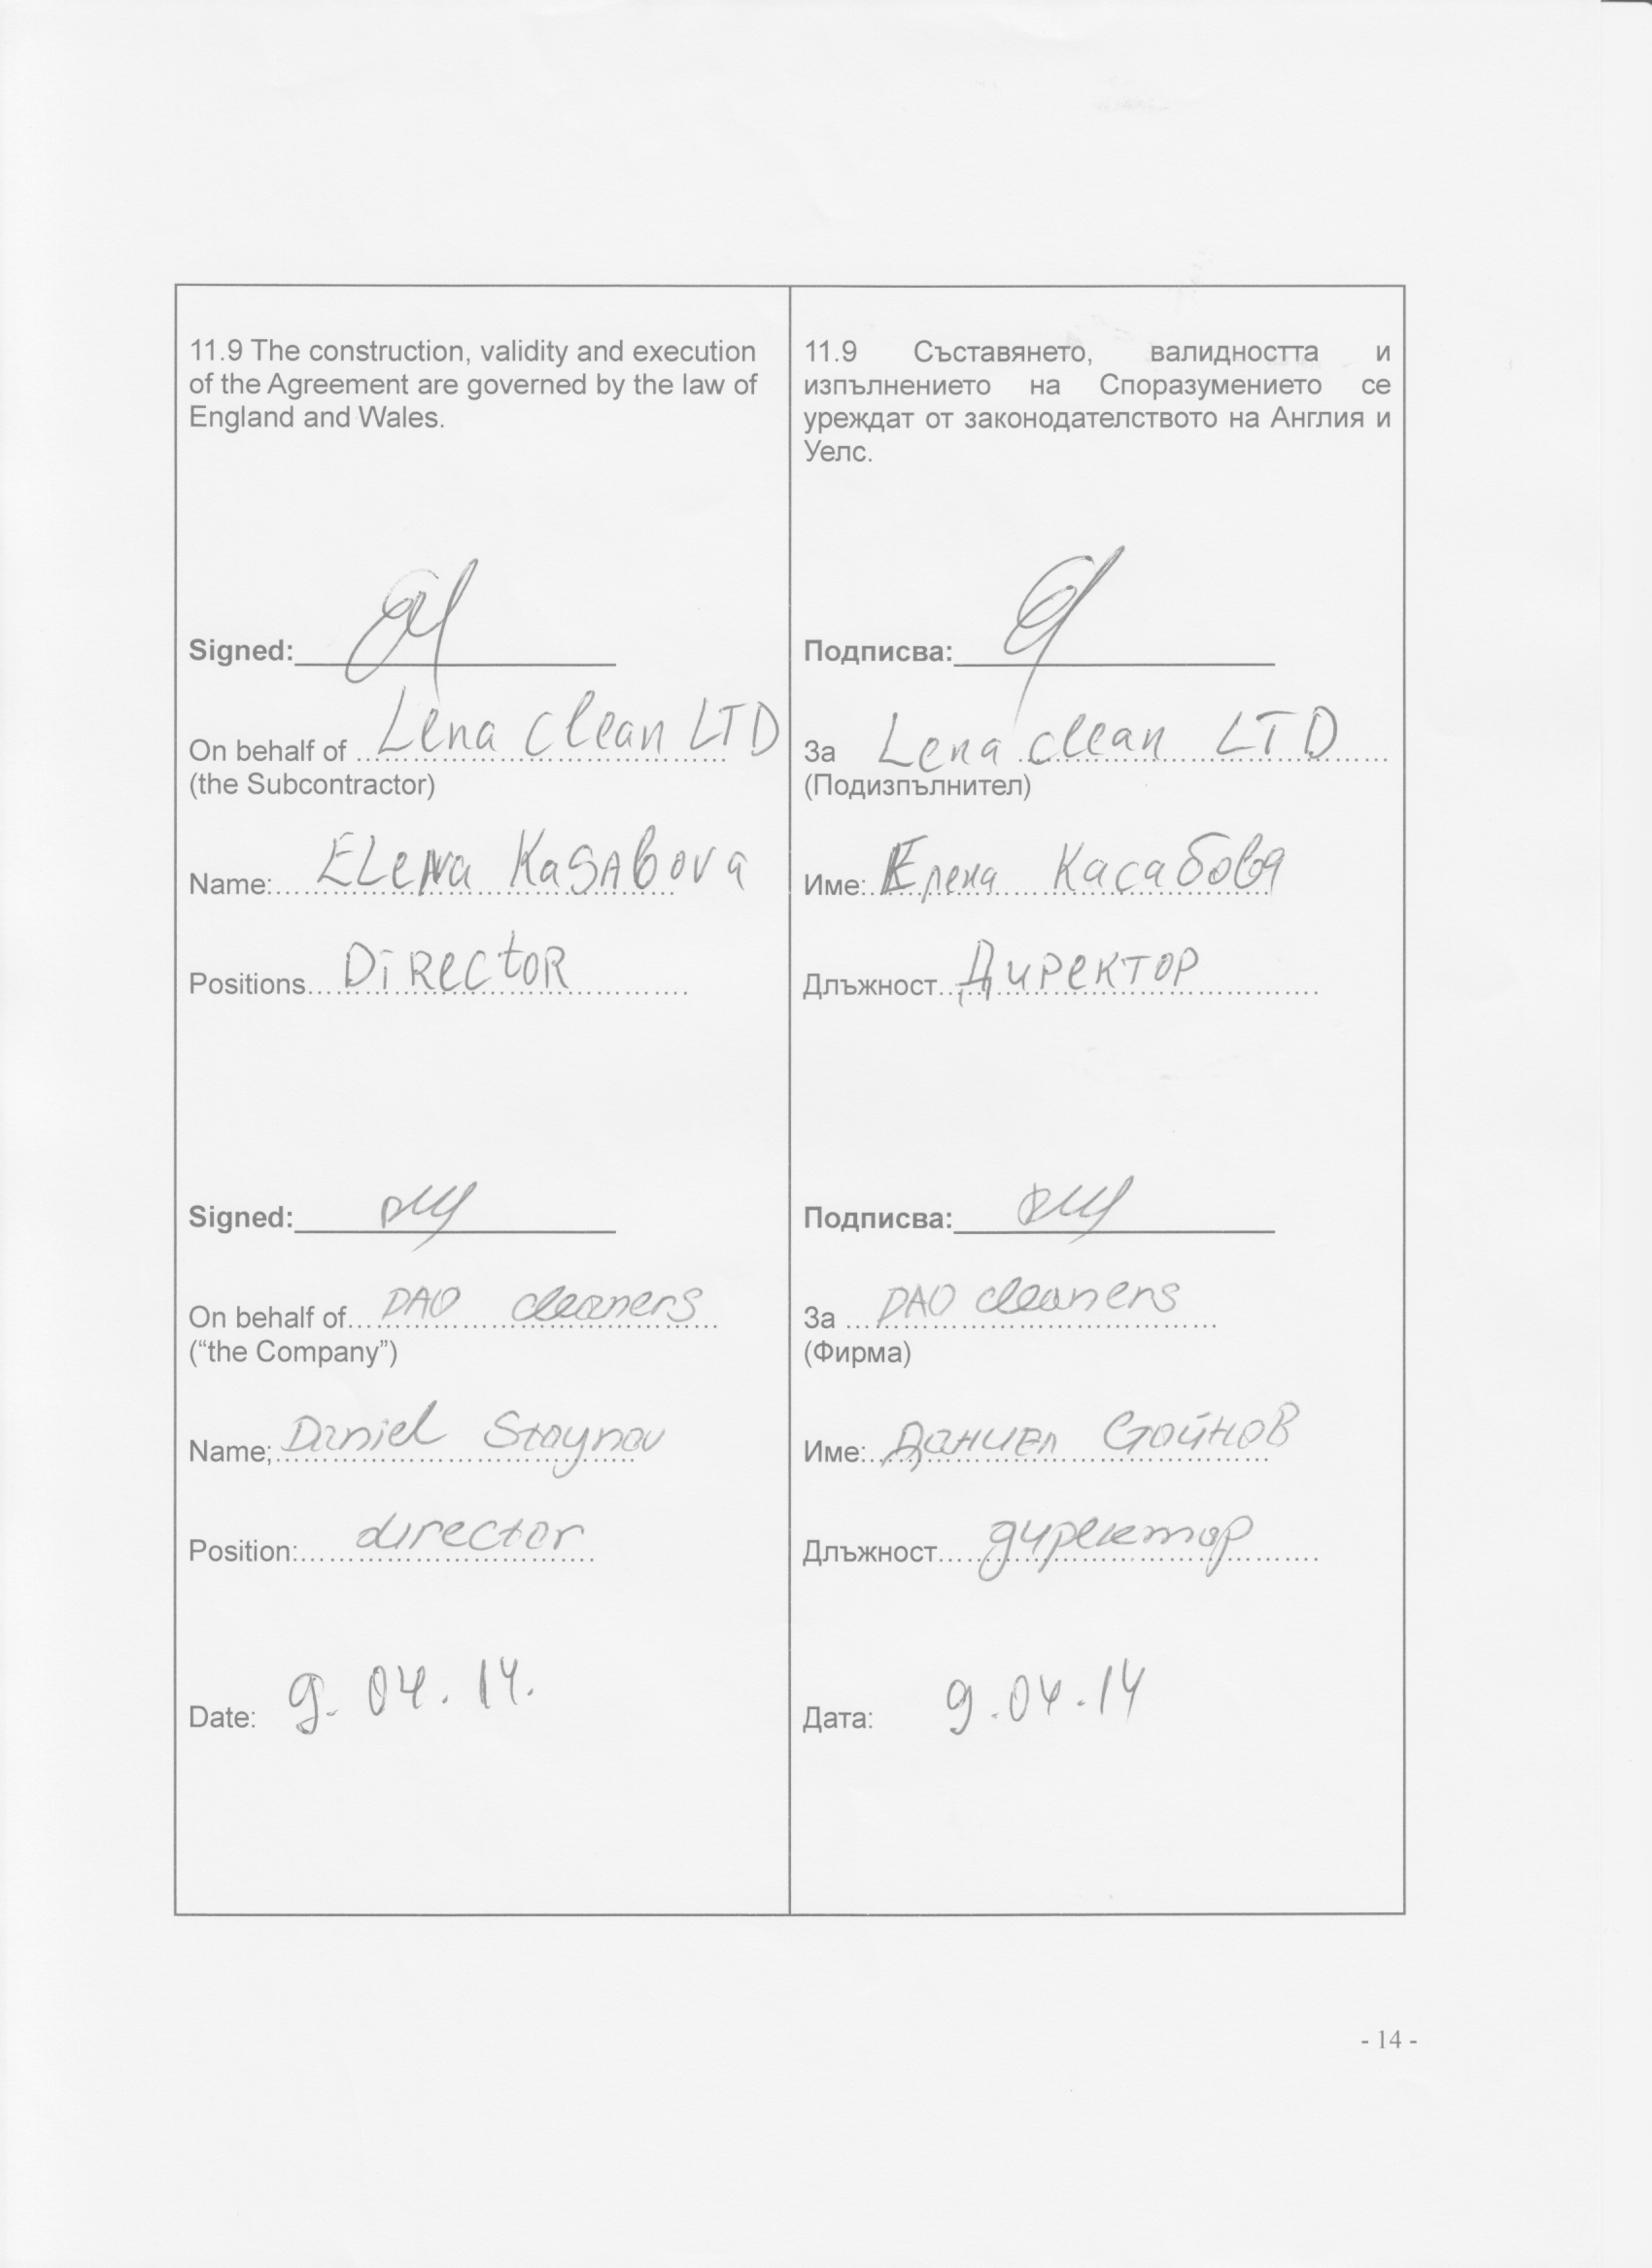 11.9 The construction, validity and execution
of the Agreement are governed by the law of
England and Wales.
Signed:
On behalf of Lena Clean LTD
(the Subcontractor)
Name: Elena Kasabova
Positions DiRectoR
Signed:
On behalf of DAO cleaners
(“the Company”)
Name; Daniel Stoynov
Position: director
Date: 9. 04. 14.
11.9 Съставянето, валидността и
изпълнението на Споразумението се
уреждат от законодателството на Англия и
Уелс.
Подписва:
За Lena clean LTD
(Подизпълнител)
Име: Елена Касабова
Длъжност Директор
Подписва:
За DAO cleaners
(Фирма)
Име: Даниел Стойнов
Длъжност директор
Дата: 9.04.14
- 14 -